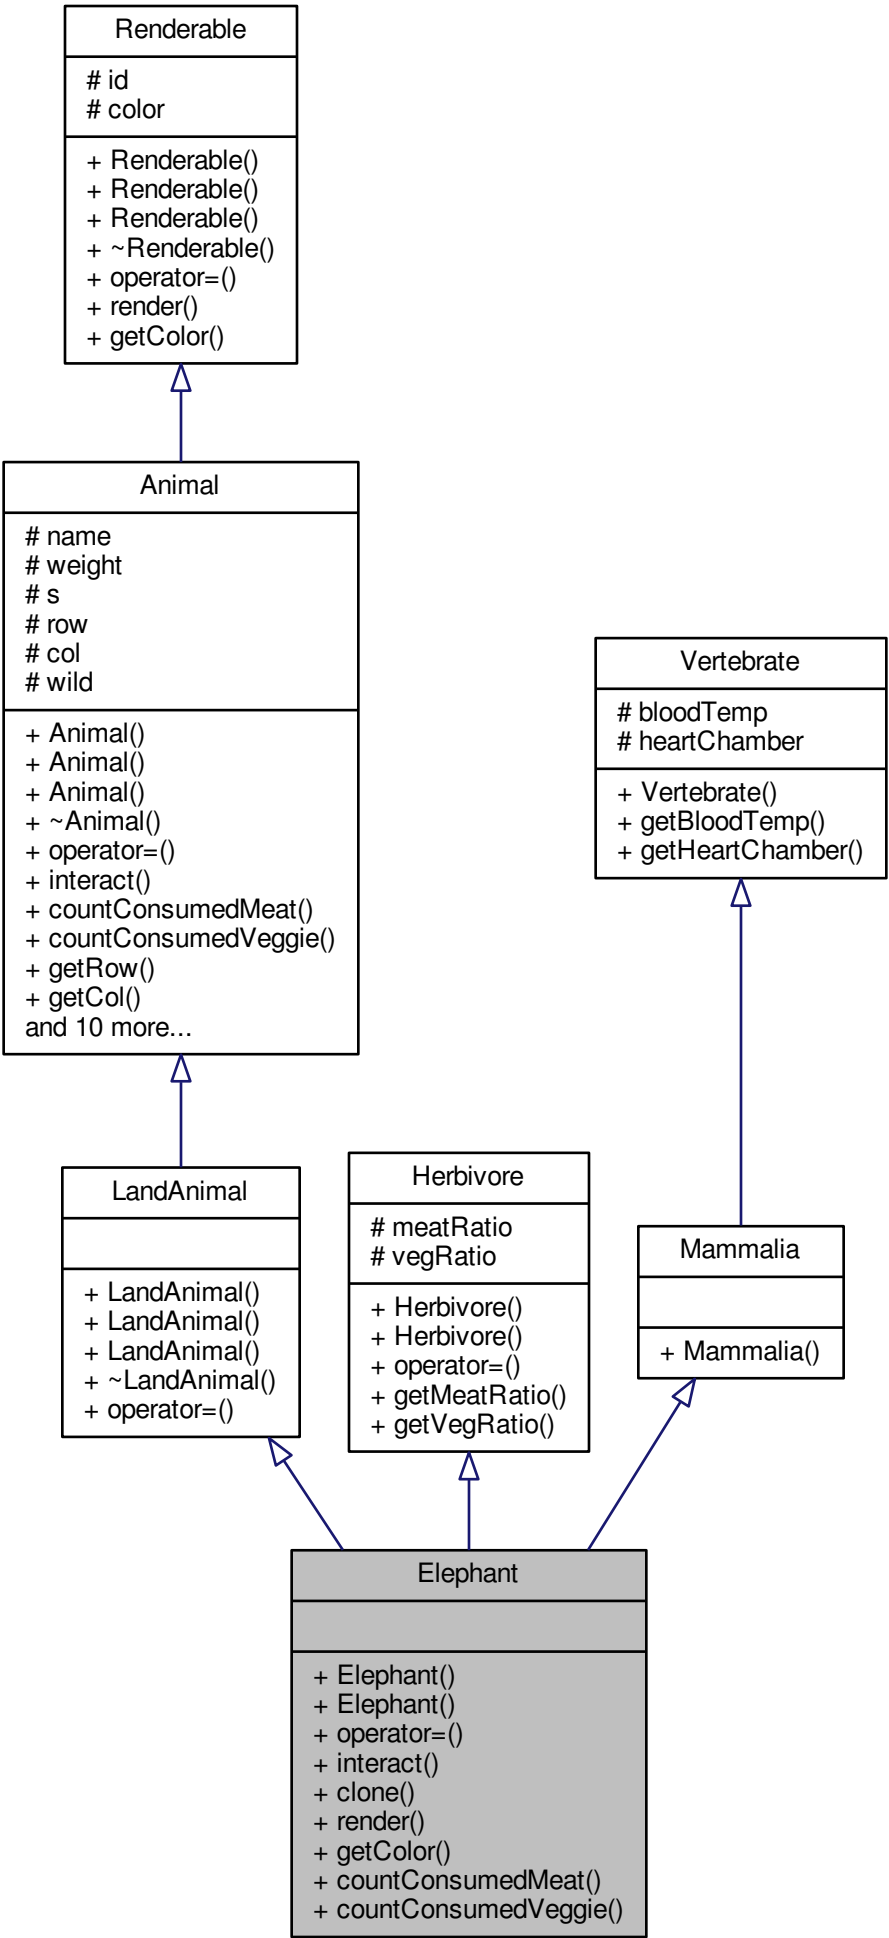 Renderable
# id
# color
+ Renderable()
+ Renderable()
+ Renderable()
+ ~Renderable()
+ operator=()
+ render()
+ getColor()
Animal
# name
# weight
# s
# row
# col
# wild
+ Animal()
+ Animal()
+ Animal()
+ ~Animal()
+ operator=()
+ interact()
+ countConsumedMeat()
+ countConsumedVeggie()
+ getRow()
+ getCol()
and 10 more...
Vertebrate
# bloodTemp
# heartChamber
+ Vertebrate()
+ getBloodTemp()
+ getHeartChamber()
LandAnimal
+ LandAnimal()
+ LandAnimal()
+ LandAnimal()
+ ~LandAnimal()
+ operator=()
Herbivore
# meatRatio
# vegRatio
+ Herbivore()
+ Herbivore()
+ operator=()
+ getMeatRatio()
+ getVegRatio()
Mammalia
+ Mammalia()
Elephant
+ Elephant()
+ Elephant()
+ operator=()
+ interact()
+ clone()
+ render()
+ getColor()
+ countConsumedMeat()
+ countConsumedVeggie()